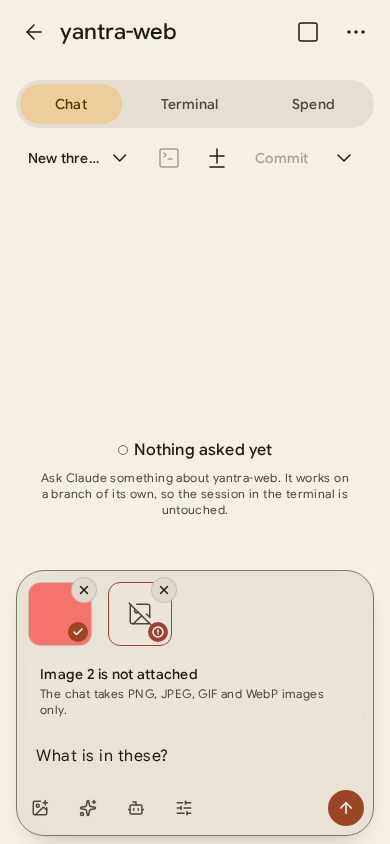 yantra-web
Chat
Terminal
Spend
New thre...
Commit
Nothing asked yet
Ask Claude something about yantra-web. It works on
a branch of its own, so the session in the terminal is
untouched.
Image 2 is not attached
The chat takes PNG, JPEG, GIF and WebP images
only.
What is in these?